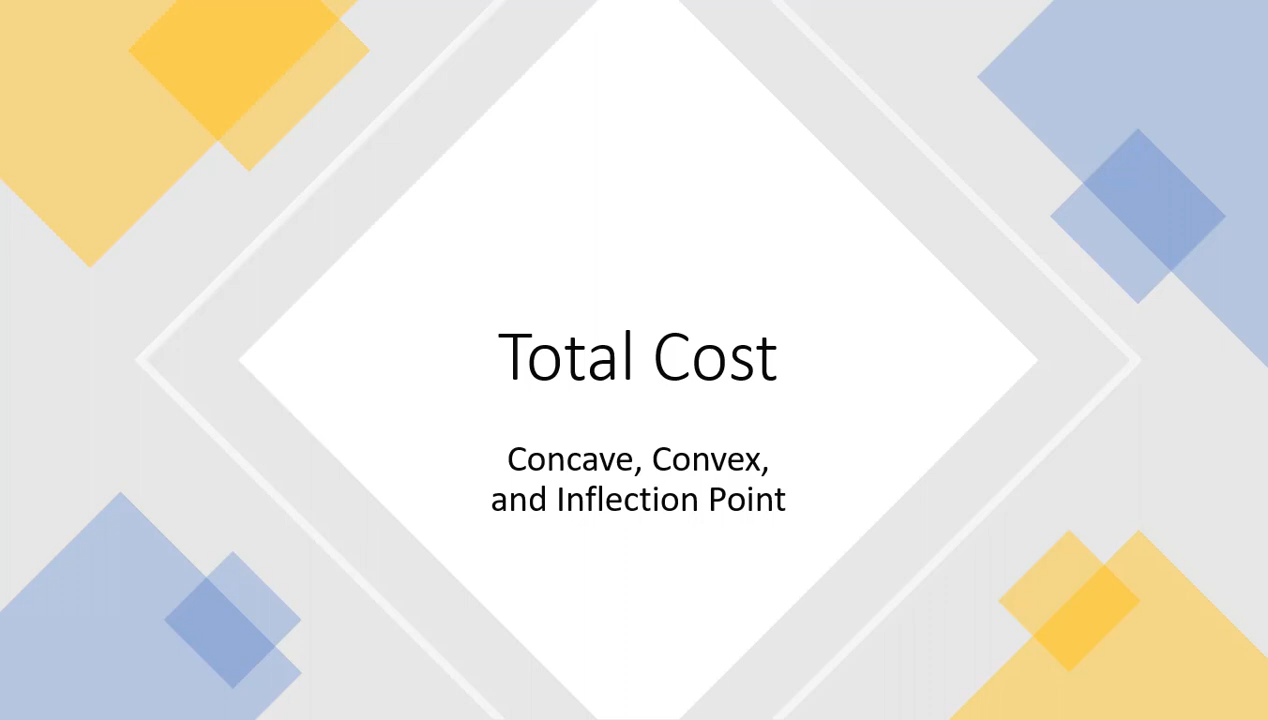 Total Cost
Concave, Convex,
and Inflection Point